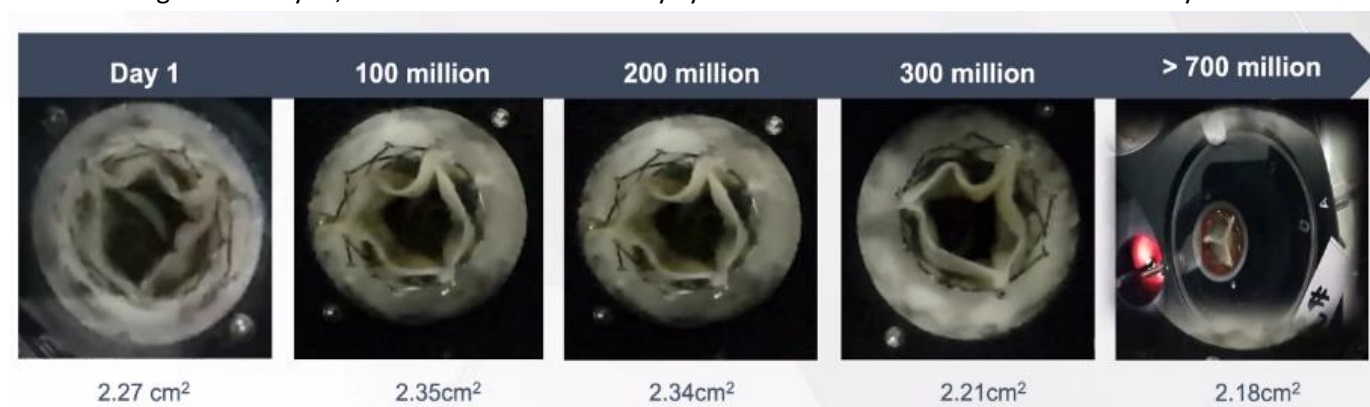 Day 1
100 million
200 million
300 million
> 700 million
A
#
2.27 cm²
2.35cm²
2.34cm²
2.21cm²
2.18cm²